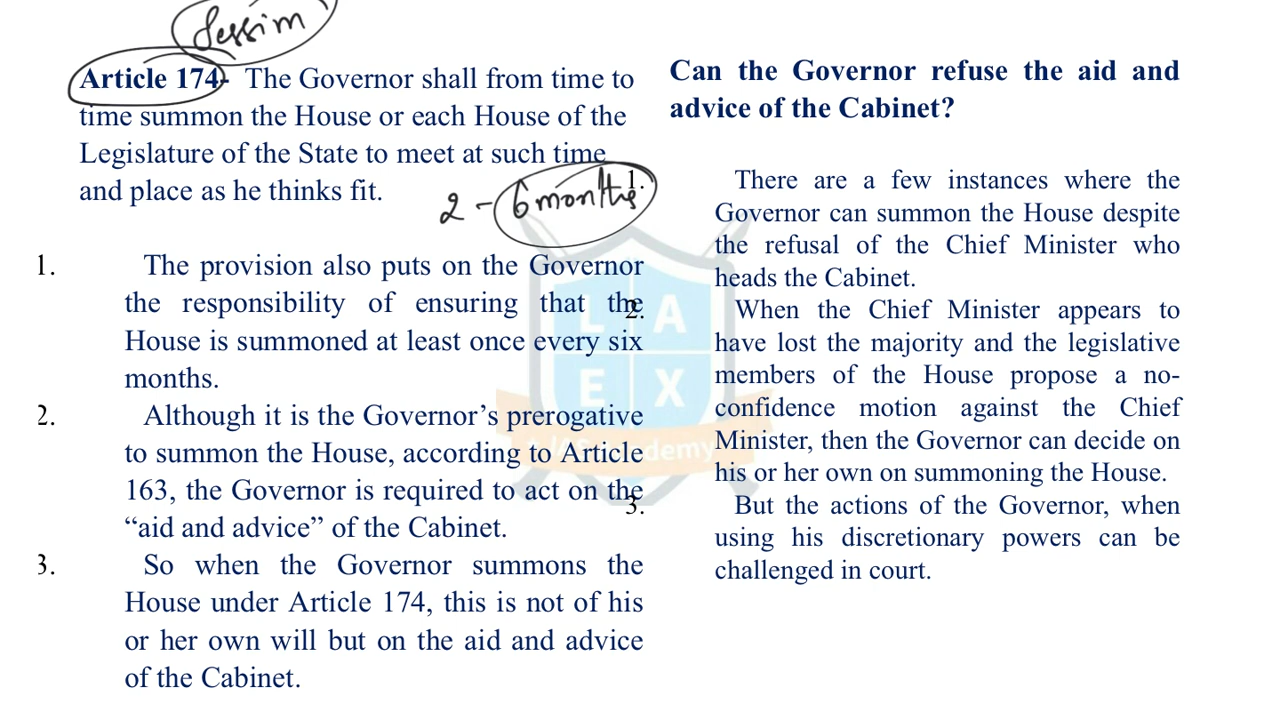 Session
Article 174- The Governor shall from time to
time summon the House or each House of the
Legislature of the State to meet at such time
and place as he thinks fit.
2 - 6 months
1. The provision also puts on the Governor
the responsibility of ensuring that the
House is summoned at least once every six
months.
2. Although it is the Governor’s prerogative
to summon the House, according to Article
163, the Governor is required to act on the
“aid and advice” of the Cabinet.
3. So when the Governor summons the
House under Article 174, this is not of his
or her own will but on the aid and advice
of the Cabinet.
Can the Governor refuse the aid and
advice of the Cabinet?
1. There are a few instances where the
Governor can summon the House despite
the refusal of the Chief Minister who
heads the Cabinet.
2. When the Chief Minister appears to
have lost the majority and the legislative
members of the House propose a no-
confidence motion against the Chief
Minister, then the Governor can decide on
his or her own on summoning the House.
3. But the actions of the Governor, when
using his discretionary powers can be
challenged in court.
L A
E X